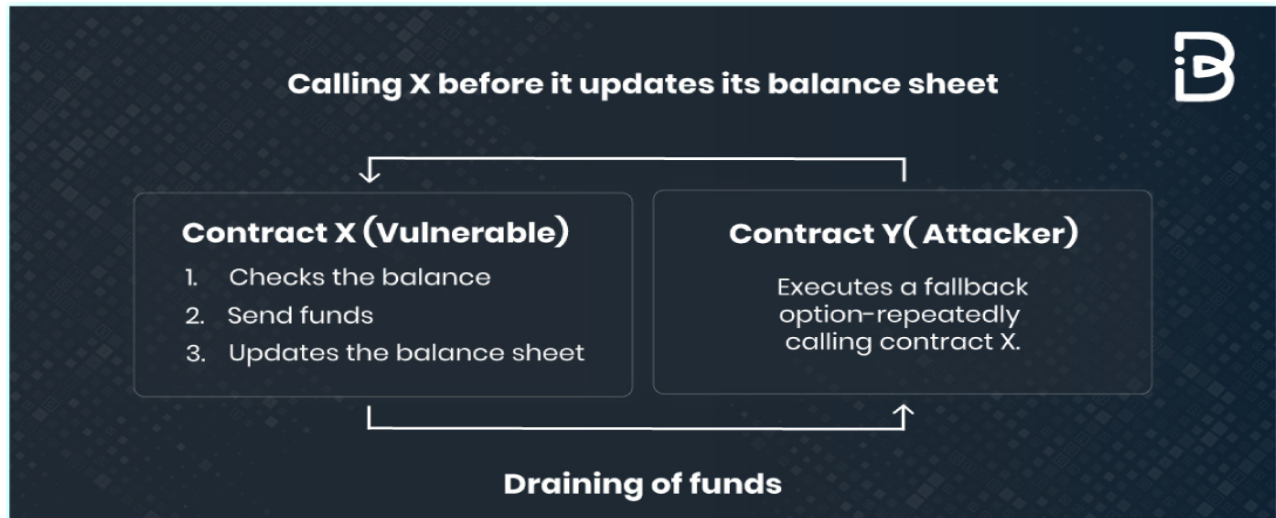 Calling X before it updates its balance sheet
Contract X (Vulnerable)
1. Checks the balance
2. Send funds
3. Updates the balance sheet
Contract Y( Attacker)
Executes a fallback
option-repeatedly
calling contract X.
Draining of funds